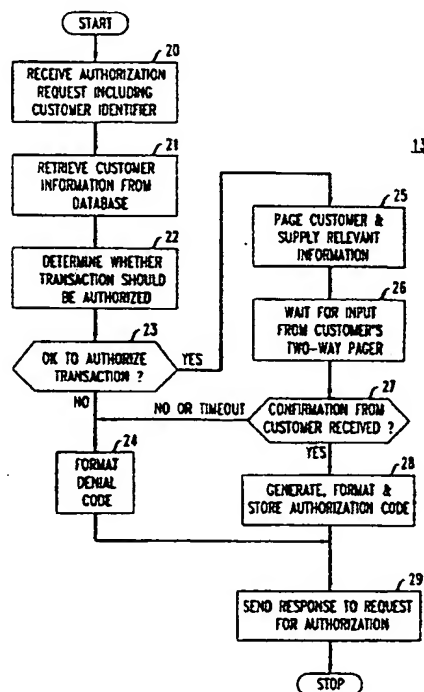 START
20
RECEIVE AUTHORIZATION
REQUEST INCLUDING
CUSTOMER IDENTIFIER
21
RETRIEVE CUSTOMER
INFORMATION FROM
DATABASE
22
DETERMINE WHETHER
TRANSACTION SHOULD
BE AUTHORIZED
23
OK TO AUTHORIZE
TRANSACTION ?
YES
NO
24
FORMAT
DENIAL
CODE
13
25
PAGE CUSTOMER &
SUPPLY RELEVANT
INFORMATION
26
WAIT FOR INPUT
FROM CUSTOMER'S
TWO-WAY PAGER
27
CONFIRMATION FROM
CUSTOMER RECEIVED ?
NO OR TIMEOUT
YES
28
GENERATE, FORMAT &
STORE AUTHORIZATION CODE
29
SEND RESPONSE TO REQUEST
FOR AUTHORIZATION
STOP